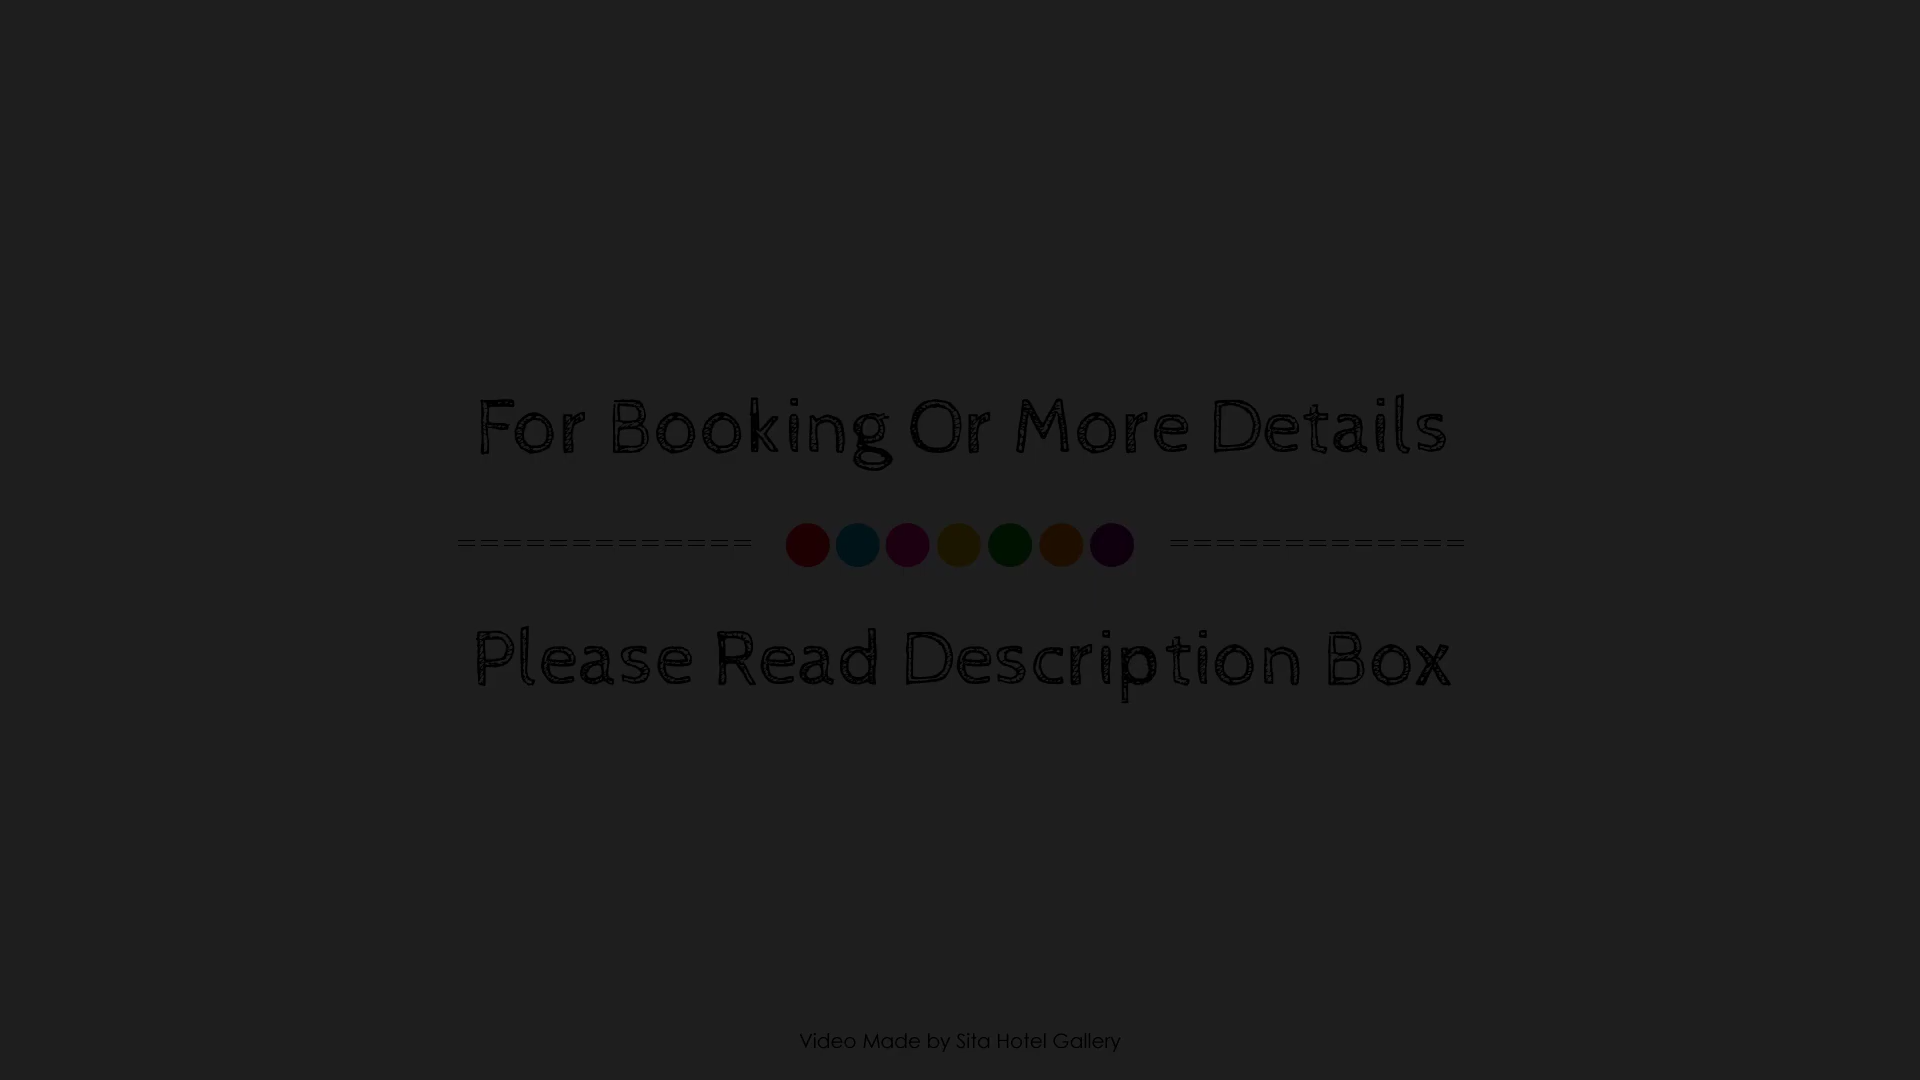 For Booking Or More Details
============= =============
Please Read Description Box
Video Made by Sita Hotel Gallery